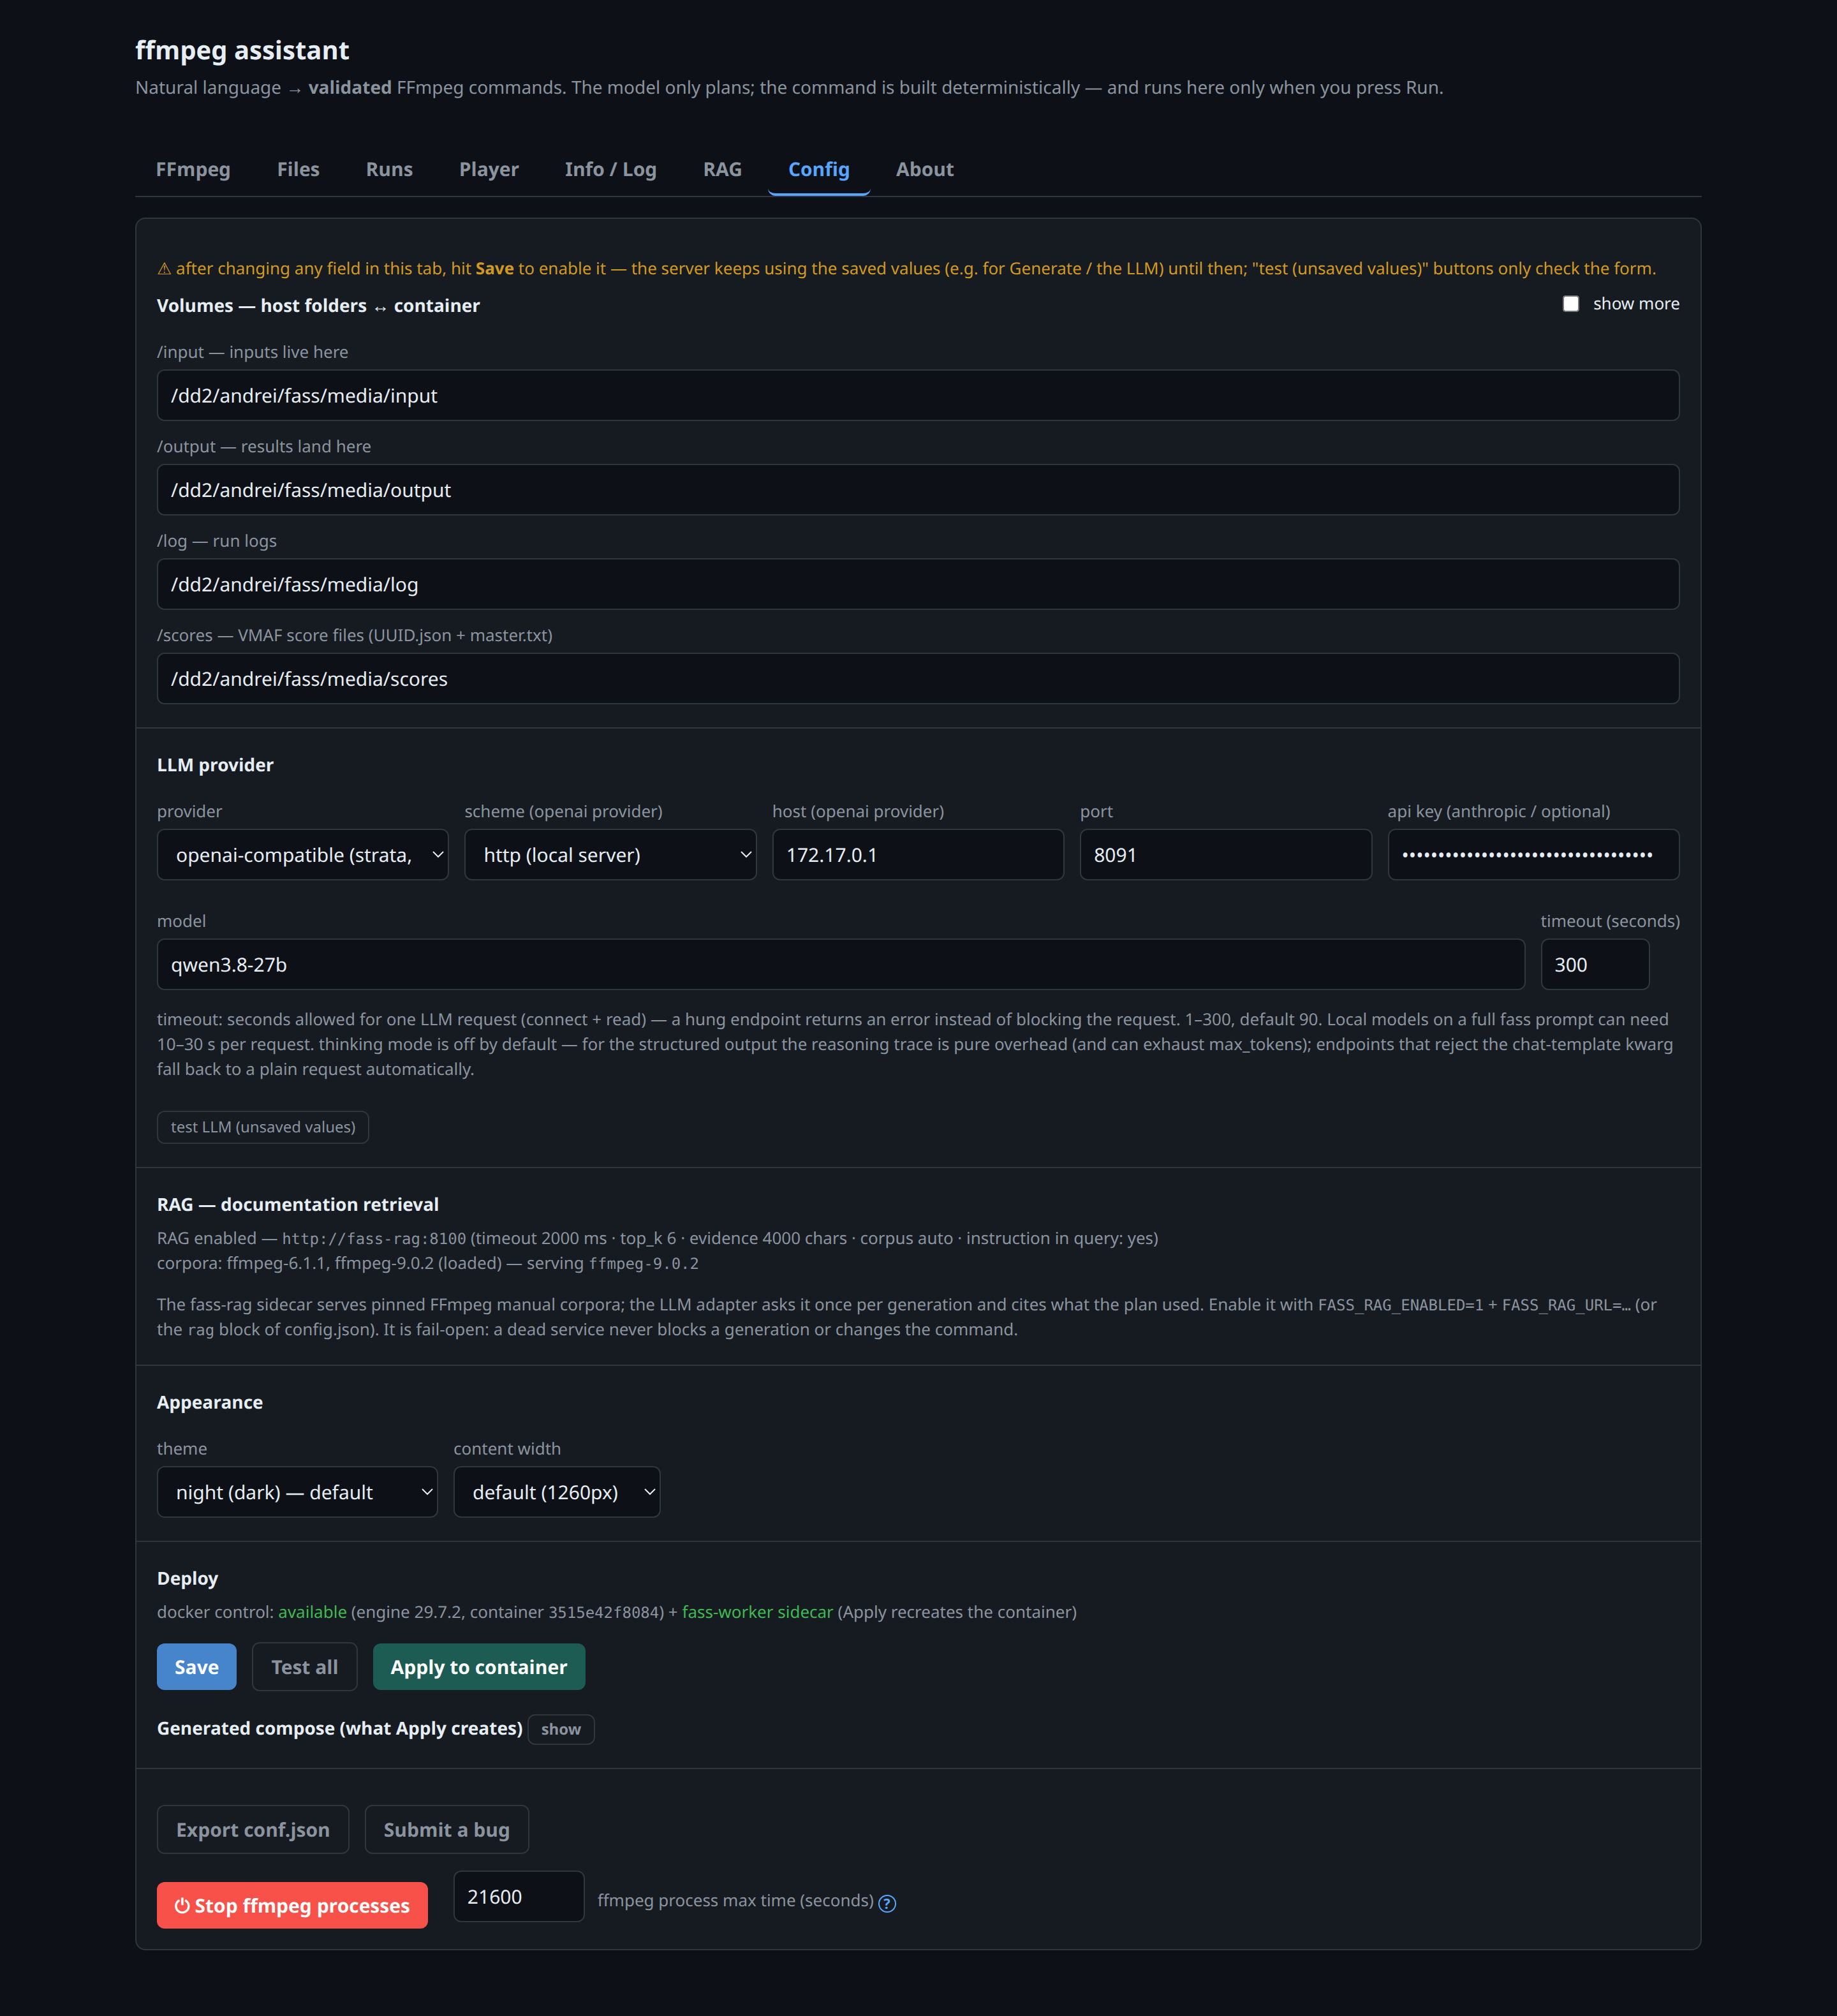 ffmpeg assistant
Natural language → validated FFmpeg commands. The model only plans; the command is built deterministically — and runs here only when you press Run.
FFmpeg Files Runs Player Info / Log RAG Config About
⚠ after changing any field in this tab, hit Save to enable it — the server keeps using the saved values (e.g. for Generate / the LLM) until then; "test (unsaved values)" buttons only check the form.
Volumes — host folders ↔ container show more
/input — inputs live here
/dd2/andrei/fass/media/input
/output — results land here
/dd2/andrei/fass/media/output
/log — run logs
/dd2/andrei/fass/media/log
/scores — VMAF score files (UUID.json + master.txt)
/dd2/andrei/fass/media/scores
LLM provider
provider scheme (openai provider) host (openai provider) port api key (anthropic / optional)
openai-compatible (strata, http (local server) 172.17.0.1 8091 ••••••••••••••••••••••••••••••••••
model timeout (seconds)
qwen3.8-27b 300
timeout: seconds allowed for one LLM request (connect + read) — a hung endpoint returns an error instead of blocking the request. 1–300, default 90. Local models on a full fass prompt can need
10–30 s per request. thinking mode is off by default — for the structured output the reasoning trace is pure overhead (and can exhaust max_tokens); endpoints that reject the chat-template kwarg
fall back to a plain request automatically.
test LLM (unsaved values)
RAG — documentation retrieval
RAG enabled — http://fass-rag:8100 (timeout 2000 ms · top_k 6 · evidence 4000 chars · corpus auto · instruction in query: yes)
corpora: ffmpeg-6.1.1, ffmpeg-9.0.2 (loaded) — serving ffmpeg-9.0.2
The fass-rag sidecar serves pinned FFmpeg manual corpora; the LLM adapter asks it once per generation and cites what the plan used. Enable it with FASS_RAG_ENABLED=1 + FASS_RAG_URL=… (or
the rag block of config.json). It is fail-open: a dead service never blocks a generation or changes the command.
Appearance
theme content width
night (dark) — default default (1260px)
Deploy
docker control: available (engine 29.7.2, container 3515e42f8084) + fass-worker sidecar (Apply recreates the container)
Save Test all Apply to container
Generated compose (what Apply creates) show
Export conf.json Submit a bug
⏻ Stop ffmpeg processes 21600 ffmpeg process max time (seconds) ?